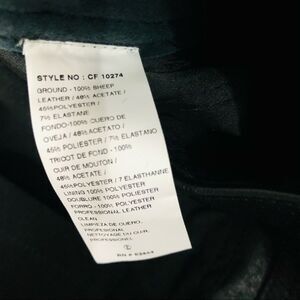 STYLE NO : CF 10274
GROUND - 100% SHEEP
LEATHER / 48% ACETATE /
45%POLYESTER /
7% ELASTANE
FONDO-100% CUERO DE
OVEJA / 48% ACETATO /
45% POLYESTER / 7% ELASTANO
TRICOT DE FOND - 100%
CUIR DE MOUTON /
48% ACETATE /
45%POLYESTER / 7% ELASTHANNE
LINING 100% POLYESTER
DOUBLURE 100% POLYESTER
FORRO - 100% POLYESTER
PROFESSIONAL LEATHER
CLEAN
LIMPIEZA DE CUERO.
PROFESIONAL
NETTOYAGE DU CUIR.
PROFESSIONNEL
RN #